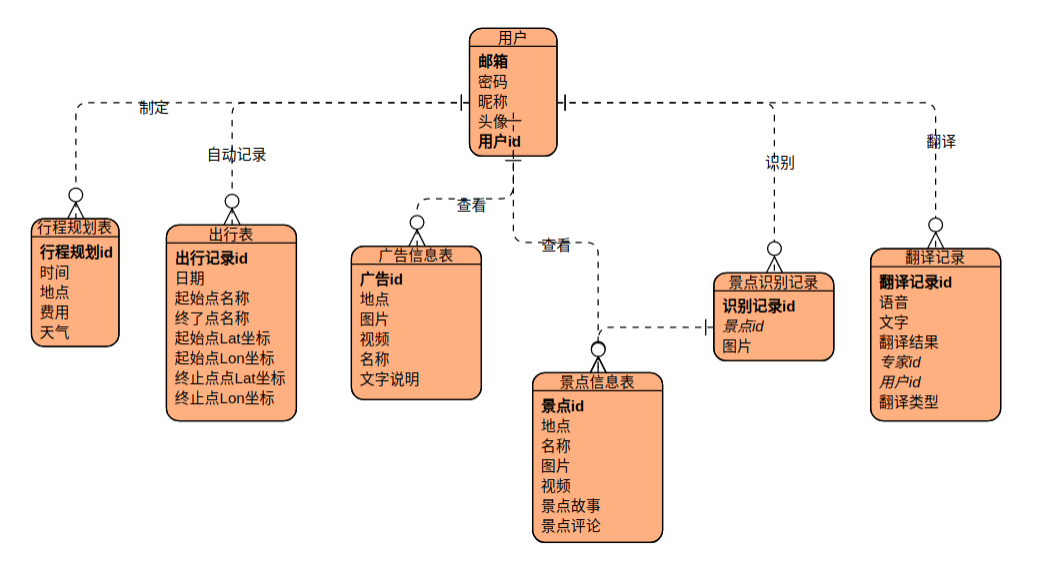 用户
邮箱
密码
昵称
头像
用户id
制定
自动记录
查看
查看
识别
翻译
行程规划表
行程规划id
时间
地点
费用
天气
出行表
出行记录id
日期
起始点名称
终了点名称
起始点Lat坐标
起始点Lon坐标
终止点点Lat坐标
终止点Lon坐标
广告信息表
广告id
地点
图片
视频
名称
文字说明
景点信息表
景点id
地点
名称
图片
视频
景点故事
景点评论
景点识别记录
识别记录id
景点id
图片
翻译记录
翻译记录id
语音
文字
翻译结果
专家id
用户id
翻译类型